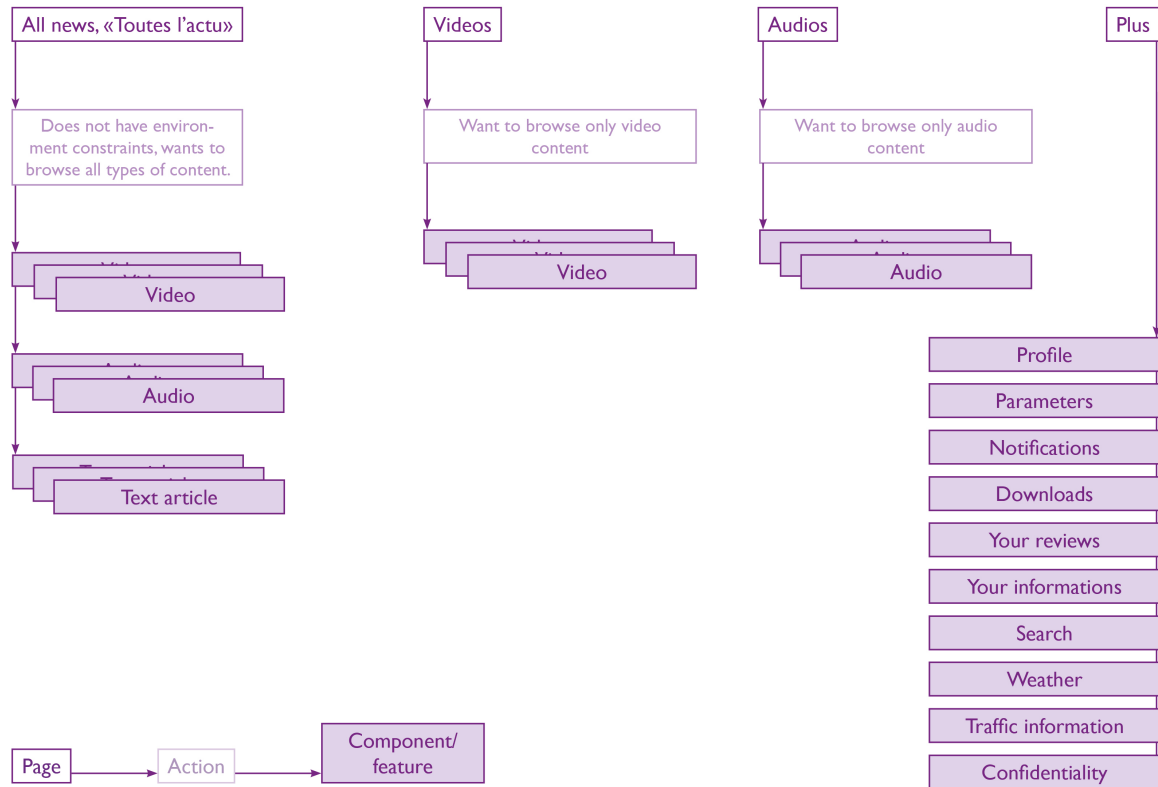 All news, «Toutes l'actu»
Does not have environ-
ment constraints, wants to
browse all types of content.
Video
Audio
Text article
Videos
Want to browse only video
content
Video
Audios
Want to browse only audio
content
Audio
Plus
Profile
Parameters
Notifications
Downloads
Your reviews
Your informations
Search
Weather
Traffic information
Confidentiality
Page
Action
Component/
feature